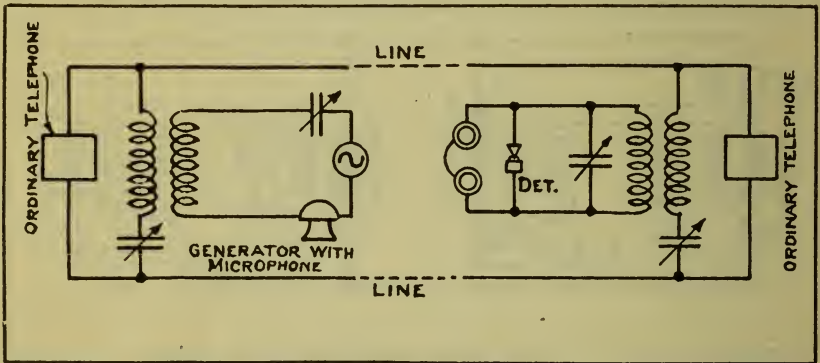 LINE
ORDINARY TELEPHONE
DET.
GENERATOR WITH
MICROPHONE
ORDINARY TELEPHONE
LINE